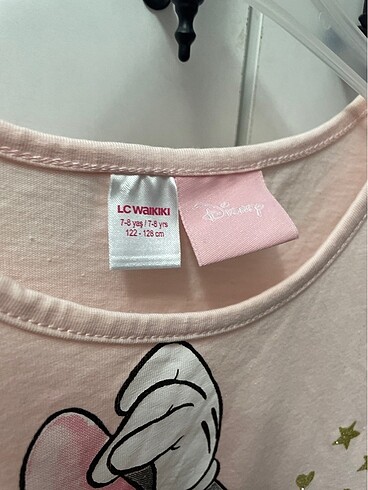 LC WAIKIKI
7-8 yaş / 7-8 yrs
122 - 128 cm
Disney